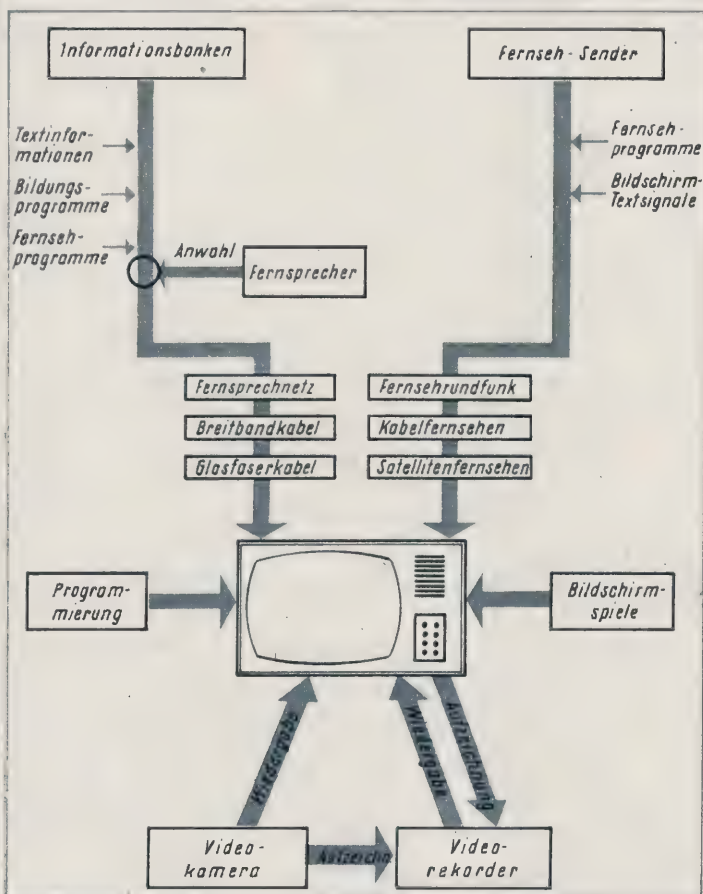 Informationsbanken
Fernseh-Sender
Textinfor-
mationen
Bildungs-
programme
Fernseh-
programme
Anwahl
Fernsprecher
Fernseh-
programme
Bildschirm-
Textsignale
Fernsprechnetz
Breitbandkabel
Glasfaserkabel
Fernsehrundfunk
Kabelfernsehen
Satellitenfernsehen
Program-
mierung
Bildschirm-
spiele
Wiedergabe
Wiedergabe
Aufzeichnung
Video-
kamera
Aufzeichn.
Video-
rekorder